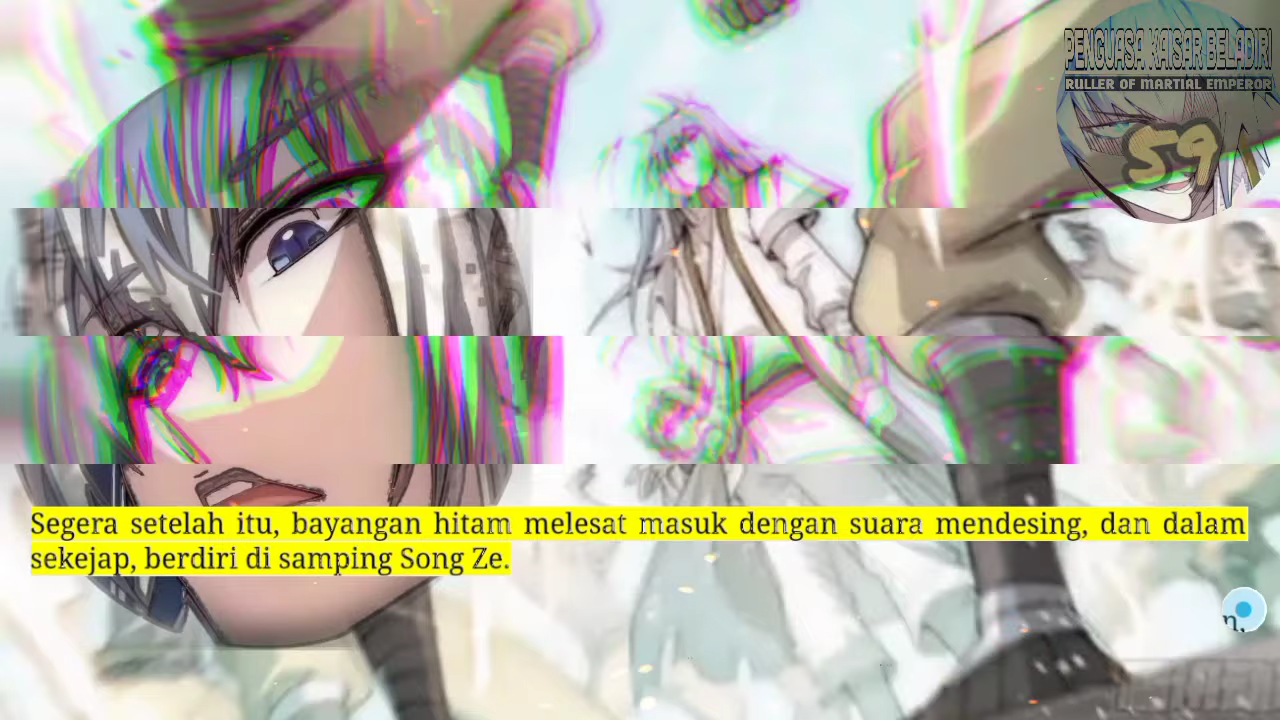 PENGUASA KAISAR BELADIRI
RULLER OF MARTIAL EMPEROR
59
Segera setelah itu, bayangan hitam melesat masuk dengan suara mendesing, dan dalam
sekejap, berdiri di samping Song Ze.
n,